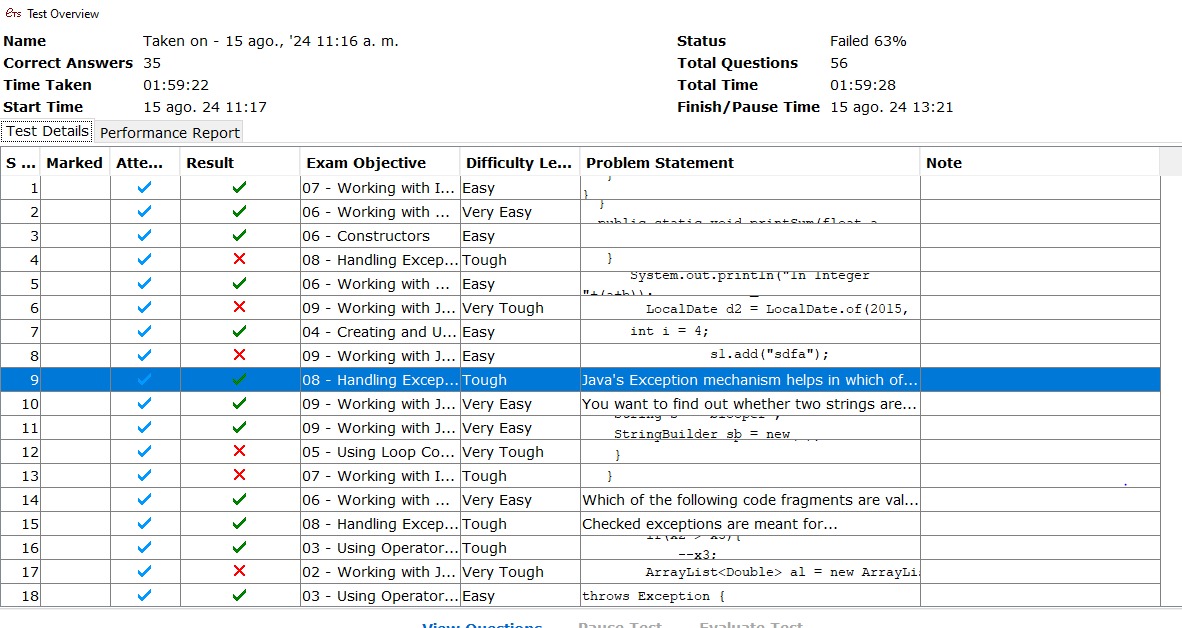 ETS Test Overview
Name Taken on - 15 ago., '24 11:16 a. m. Status Failed 63%
Correct Answers 35 Total Questions 56
Time Taken 01:59:22 Total Time 01:59:28
Start Time 15 ago. 24 11:17 Finish/Pause Time 15 ago. 24 13:21
Test Details Performance Report
S ... Marked Atte... Result Exam Objective Difficulty Le... Problem Statement Note
1 07 - Working with I... Easy }
2 06 - Working with ... Very Easy } public static void printSum(float a
3 06 - Constructors Easy
4 08 - Handling Excep... Tough }
5 06 - Working with ... Easy System.out.println("In Integer "+(a+b));
6 09 - Working with J... Very Tough LocalDate d2 = LocalDate.of(2015,
7 04 - Creating and U... Easy int i = 4;
8 09 - Working with J... Easy sl.add("sdfa");
9 08 - Handling Excep... Tough Java's Exception mechanism helps in which of...
10 09 - Working with J... Very Easy You want to find out whether two strings are...
11 09 - Working with J... Very Easy StringBuilder sb = new
12 05 - Using Loop Co... Very Tough }
13 07 - Working with I... Tough }
14 06 - Working with ... Very Easy Which of the following code fragments are val...
15 08 - Handling Excep... Tough Checked exceptions are meant for...
16 03 - Using Operator... Tough if(x2 > x3){ --x3;
17 02 - Working with J... Very Tough ArrayList<Double> al = new ArrayLi
18 03 - Using Operator... Easy throws Exception {
View Questions Pause Test Evaluate Test